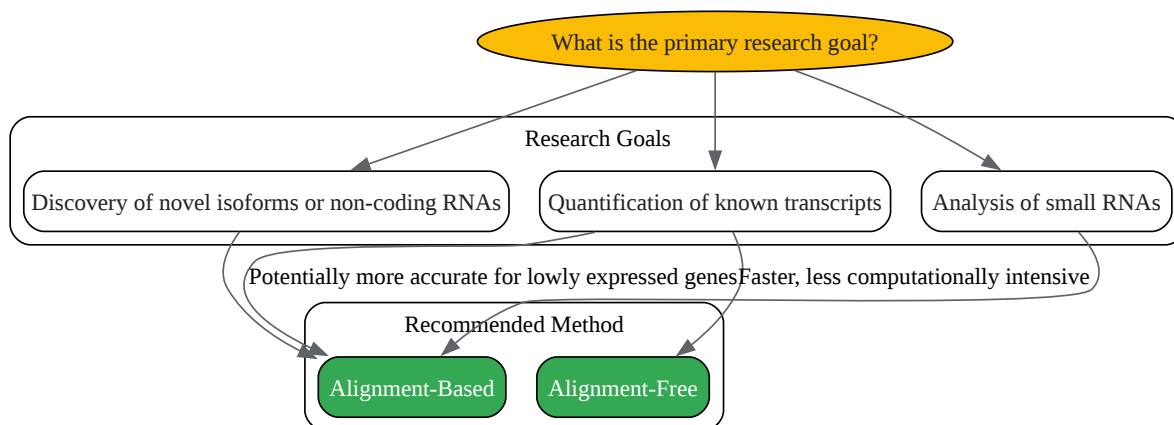 What is the primary research goal?
Research Goals
Discovery of novel isoforms or non-coding RNAs
Quantification of known transcripts
Analysis of small RNAs
Potentially more accurate for lowly expressed genes
Faster, less computationally intensive
Recommended Method
Alignment-Based
Alignment-Free